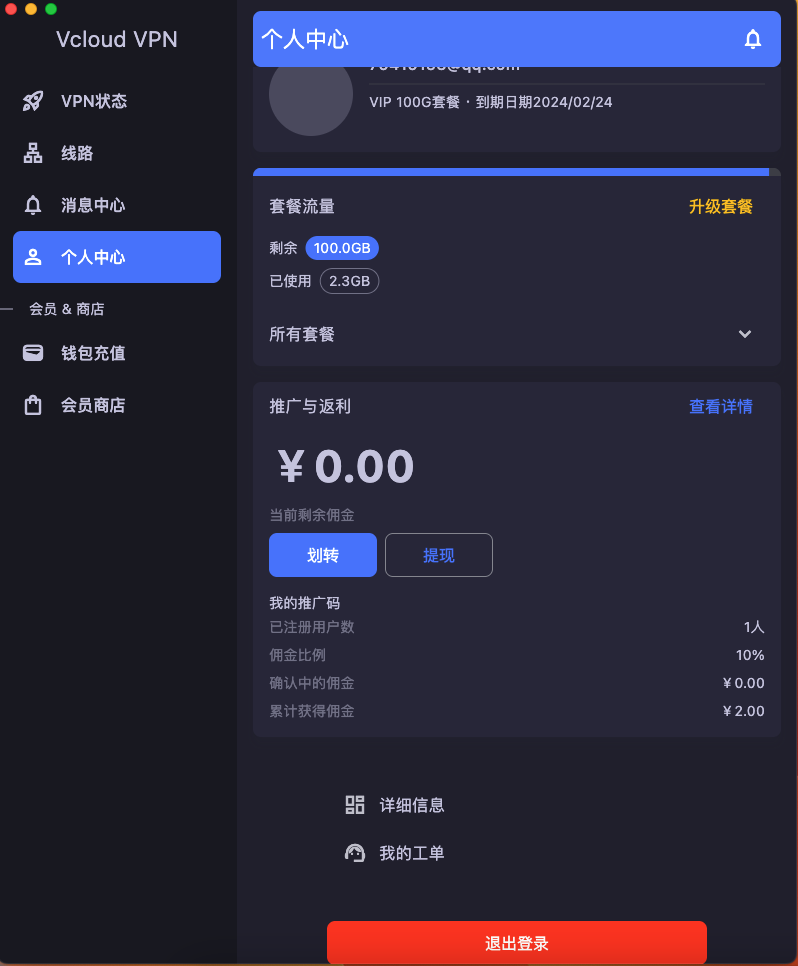 Vcloud VPN
VPN状态
线路
消息中心
个人中心
会员 & 商店
钱包充值
会员商店
个人中心
VIP 100G套餐 · 到期日期2024/02/24
套餐流量
升级套餐
剩余 100.0GB
已使用 2.3GB
所有套餐
推广与返利
查看详情
¥ 0.00
当前剩余佣金
划转
提现
我的推广码
已注册用户数 1人
佣金比例 10%
确认中的佣金 ¥ 0.00
累计获得佣金 ¥ 2.00
详细信息
我的工单
退出登录